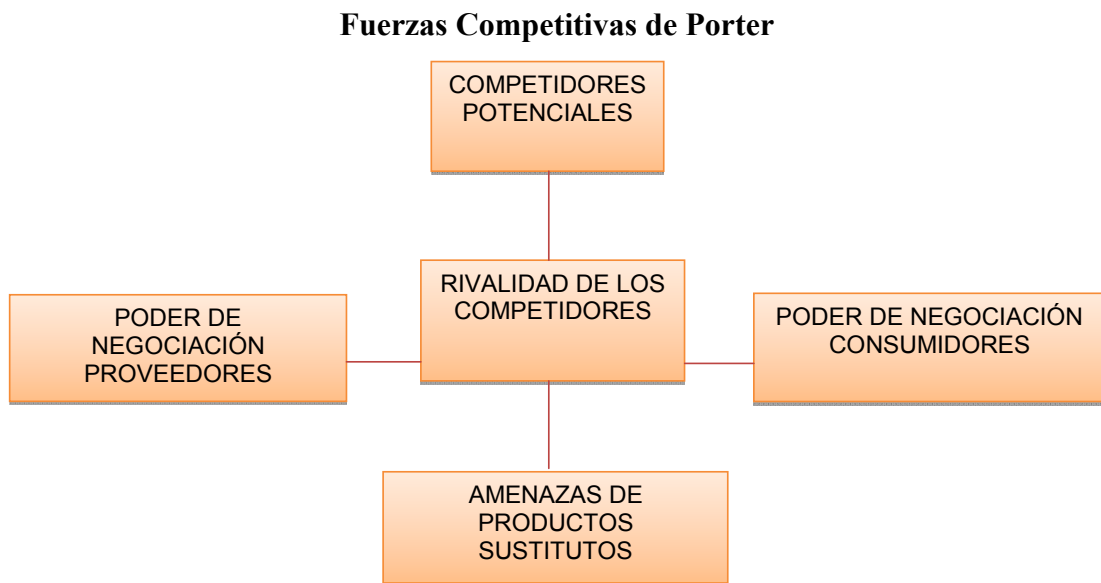 Fuerzas Competitivas de Porter
COMPETIDORES
POTENCIALES
RIVALIDAD DE LOS
COMPETIDORES
PODER DE
NEGOCIACIÓN
PROVEEDORES
PODER DE NEGOCIACIÓN
CONSUMIDORES
AMENAZAS DE
PRODUCTOS
SUSTITUTOS